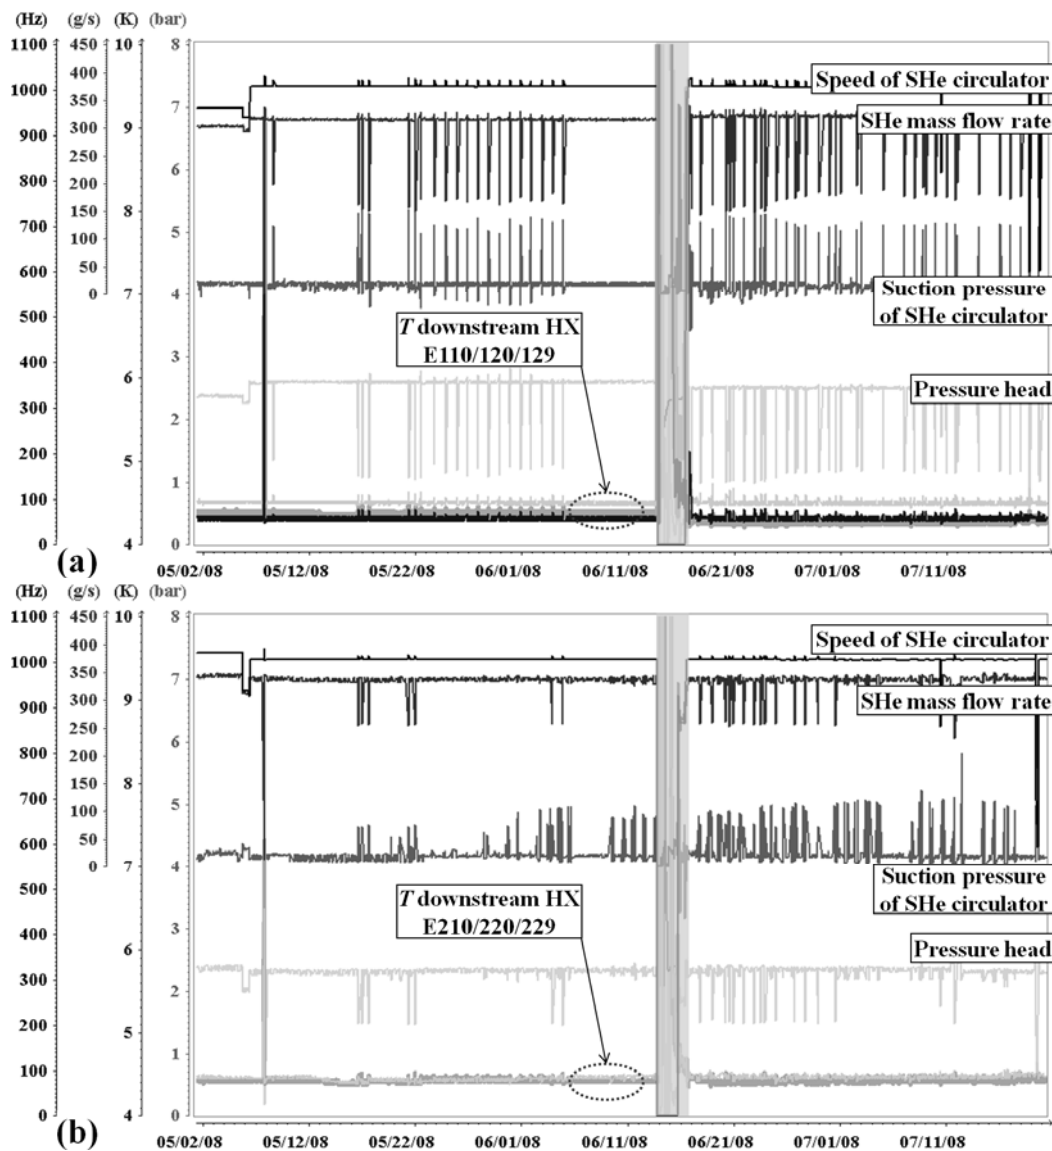 (Hz) (g/s) (K) (bar)
1100 450 10 8
1000 400
7
350
900 9
300
6
800 250
200
8
700 5
150
100
600
50
0 7 4
500
400 3
6
300 2
200 5
1
100
0 4 0
Speed of SHe circulator
SHe mass flow rate
Suction pressure
of SHe circulator
T downstream HX
E110/120/129
Pressure head
(a)
05/02/08 05/12/08 05/22/08 06/01/08 06/11/08 06/21/08 07/01/08 07/11/08
(Hz) (g/s) (K) (bar)
1100 450 10 8
1000 400
7
350
900 9
300
6
800 250
200
8
700 5
150
100
600
50
0 7 4
500
400 3
6
300 2
200 5
1
100
0 4 0
Speed of SHe circulator
SHe mass flow rate
Suction pressure
of SHe circulator
T downstream HX
E210/220/229
Pressure head
(b)
05/02/08 05/12/08 05/22/08 06/01/08 06/11/08 06/21/08 07/01/08 07/11/08